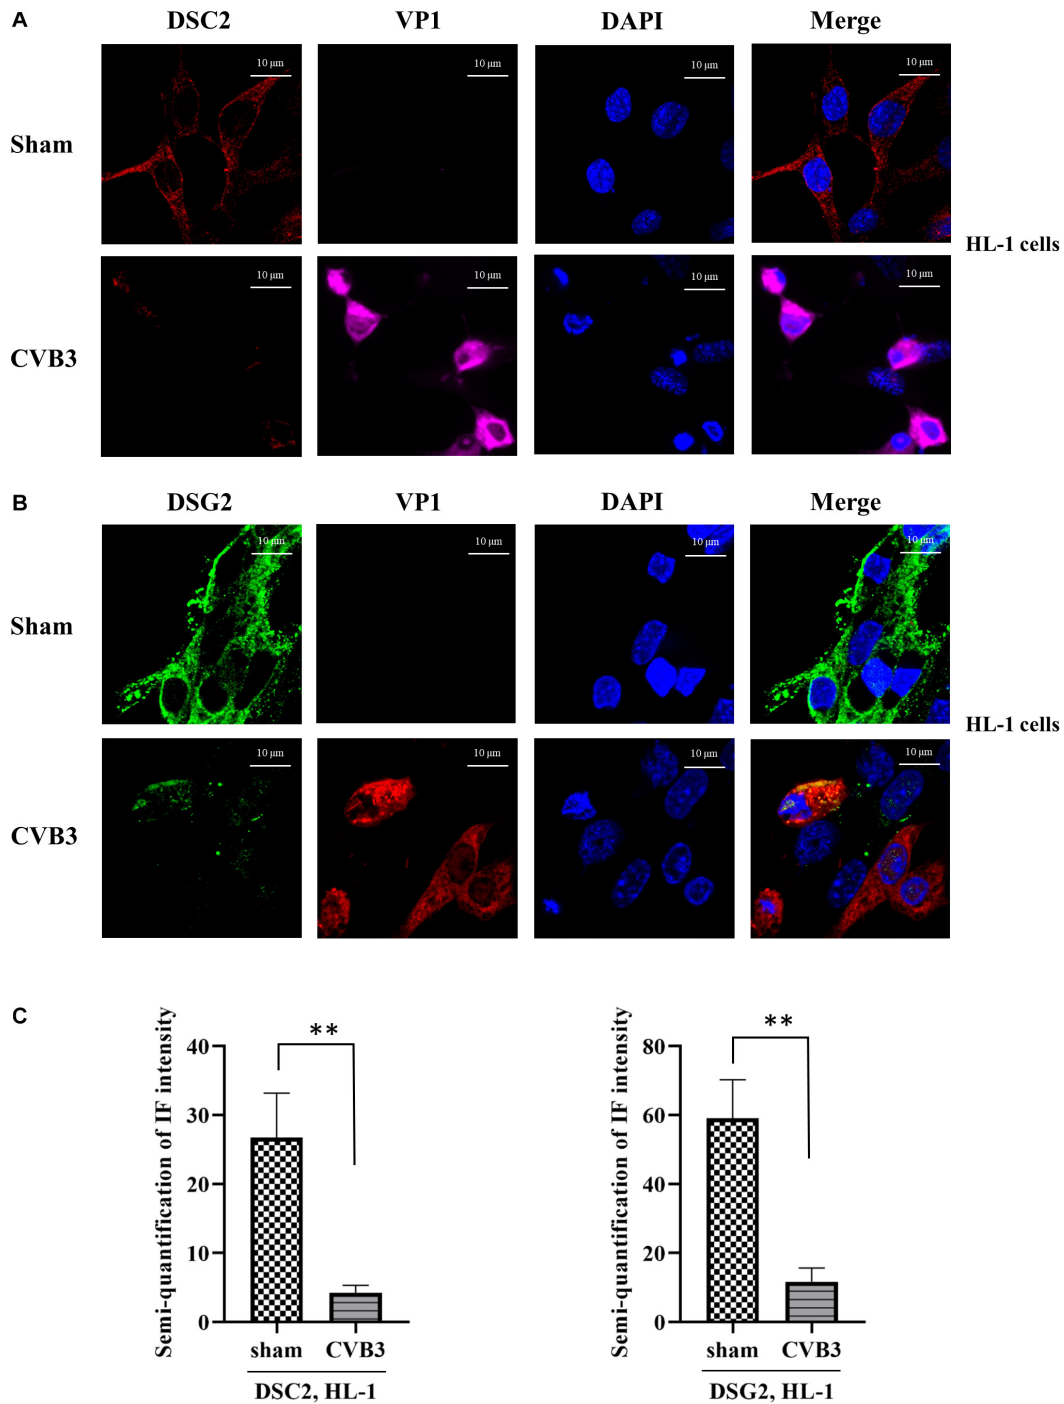 A
DSC2 VP1 DAPI Merge
10 μm 10 μm 10 μm 10 μm
Sham
HL-1 cells
10 μm 10 μm 10 μm 10 μm
CVB3
B
DSG2 VP1 DAPI Merge
10 μm 10 μm 10 μm 10 μm
Sham
HL-1 cells
10 μm 10 μm 10 μm 10 μm
CVB3
C
Semi-quantification of IF intensity
40
30
20
10
0
**
sham CVB3
DSC2, HL-1
Semi-quantification of IF intensity
80
60
40
20
0
**
sham CVB3
DSG2, HL-1